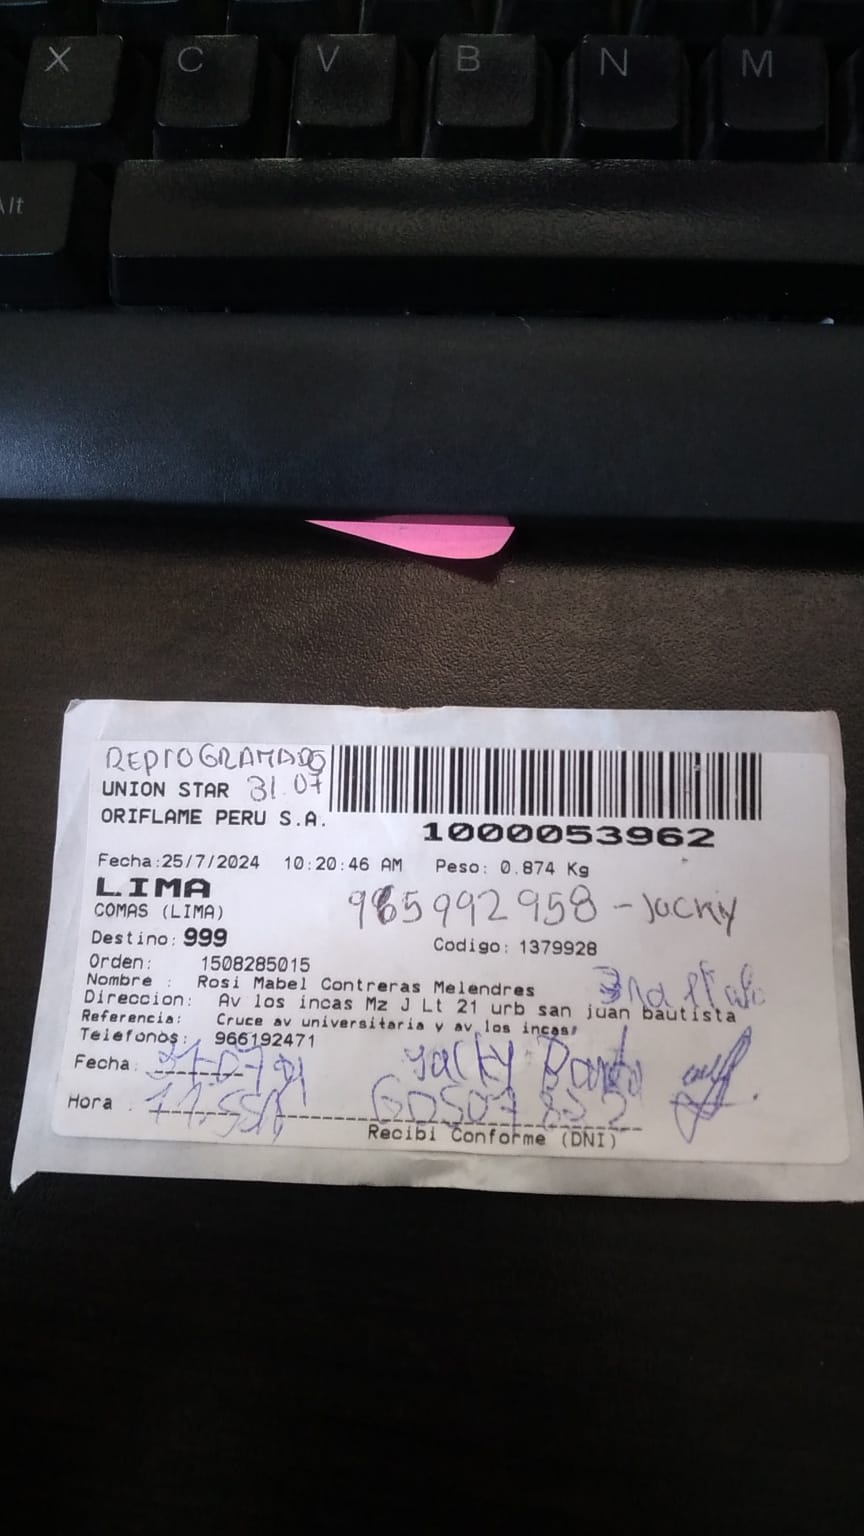 X C V B N M
Alt
REPrOGRAMADO
UNION STAR 31.07
ORIFLAME PERU S.A.
1000053962
Fecha:25/7/2024 10:20:46 AM Peso: 0.874 Kg
LIMA
COMAS (LIMA)
965992958 - Jacky
Destino: 999 Codigo: 1379928
Orden: 1508285015
Nombre : Rosi Mabel Contreras Melendres
Direccion: Av los incas Mz J Lt 21 urb san juan bautista
Referencia: Cruce av universitaria y av los incas,
Telefonos: 966192471
Fecha:
Jacky
Hora :
Recibi Conforme (DNI)